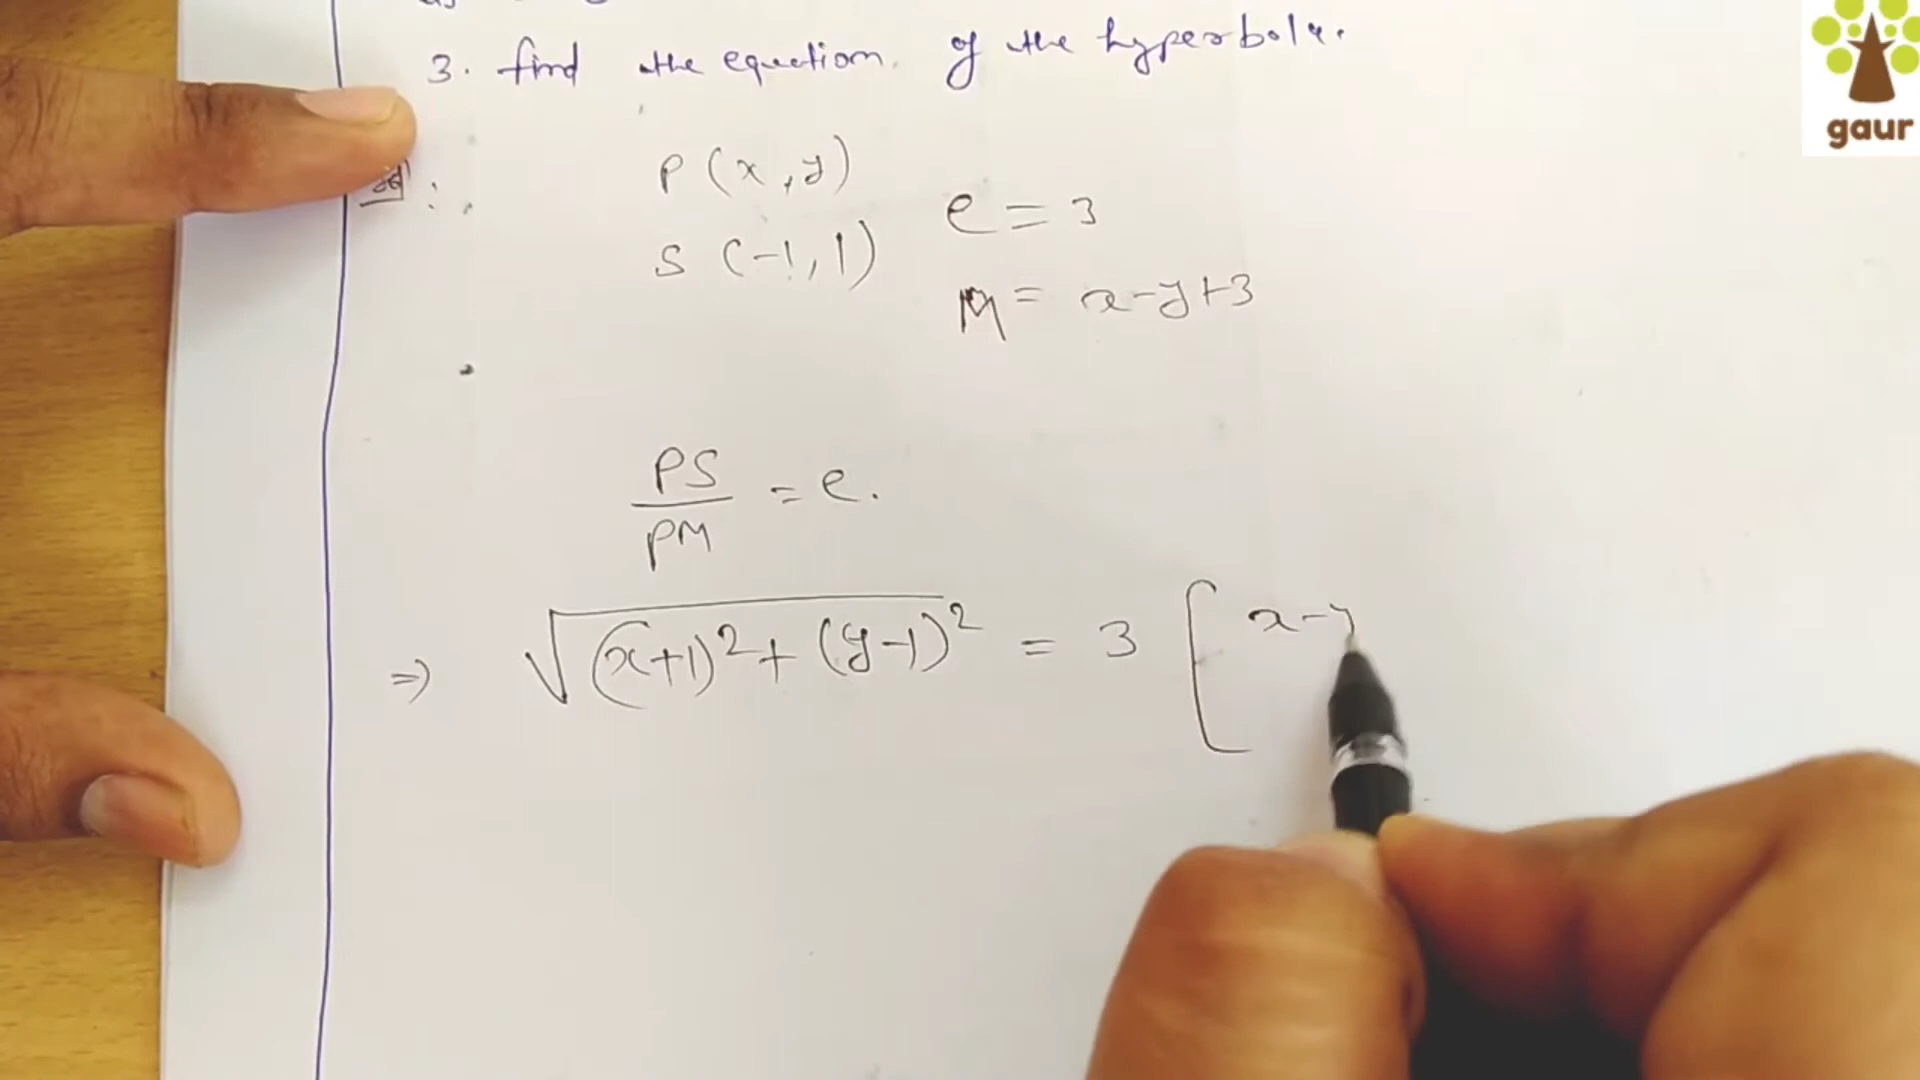 3. find the equation of the hyperbola.
P (x, y)
e = 3
S (-1, 1)
M = x-y+3
PS
PM
= e.
⇒ √(x+1)² + (y-1)² = 3 [ x-y
gaur